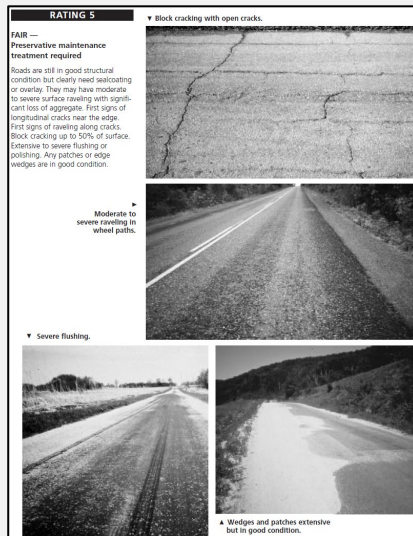 RATING 5
FAIR —
Preservative maintenance
treatment required
Roads are still in good structural
condition but clearly need sealcoating
or overlay. They may have moderate
to severe surface raveling with signifi-
cant loss of aggregate. First signs of
longitudinal cracks near the edge.
First signs of raveling along cracks.
Block cracking up to 50% of surface.
Extensive to severe flushing or
polishing. Any patches or edge
wedges are in good condition.
▼ Block cracking with open cracks.
►
Moderate to
severe raveling in
wheel paths.
▼ Severe flushing.
▲ Wedges and patches extensive
but in good condition.